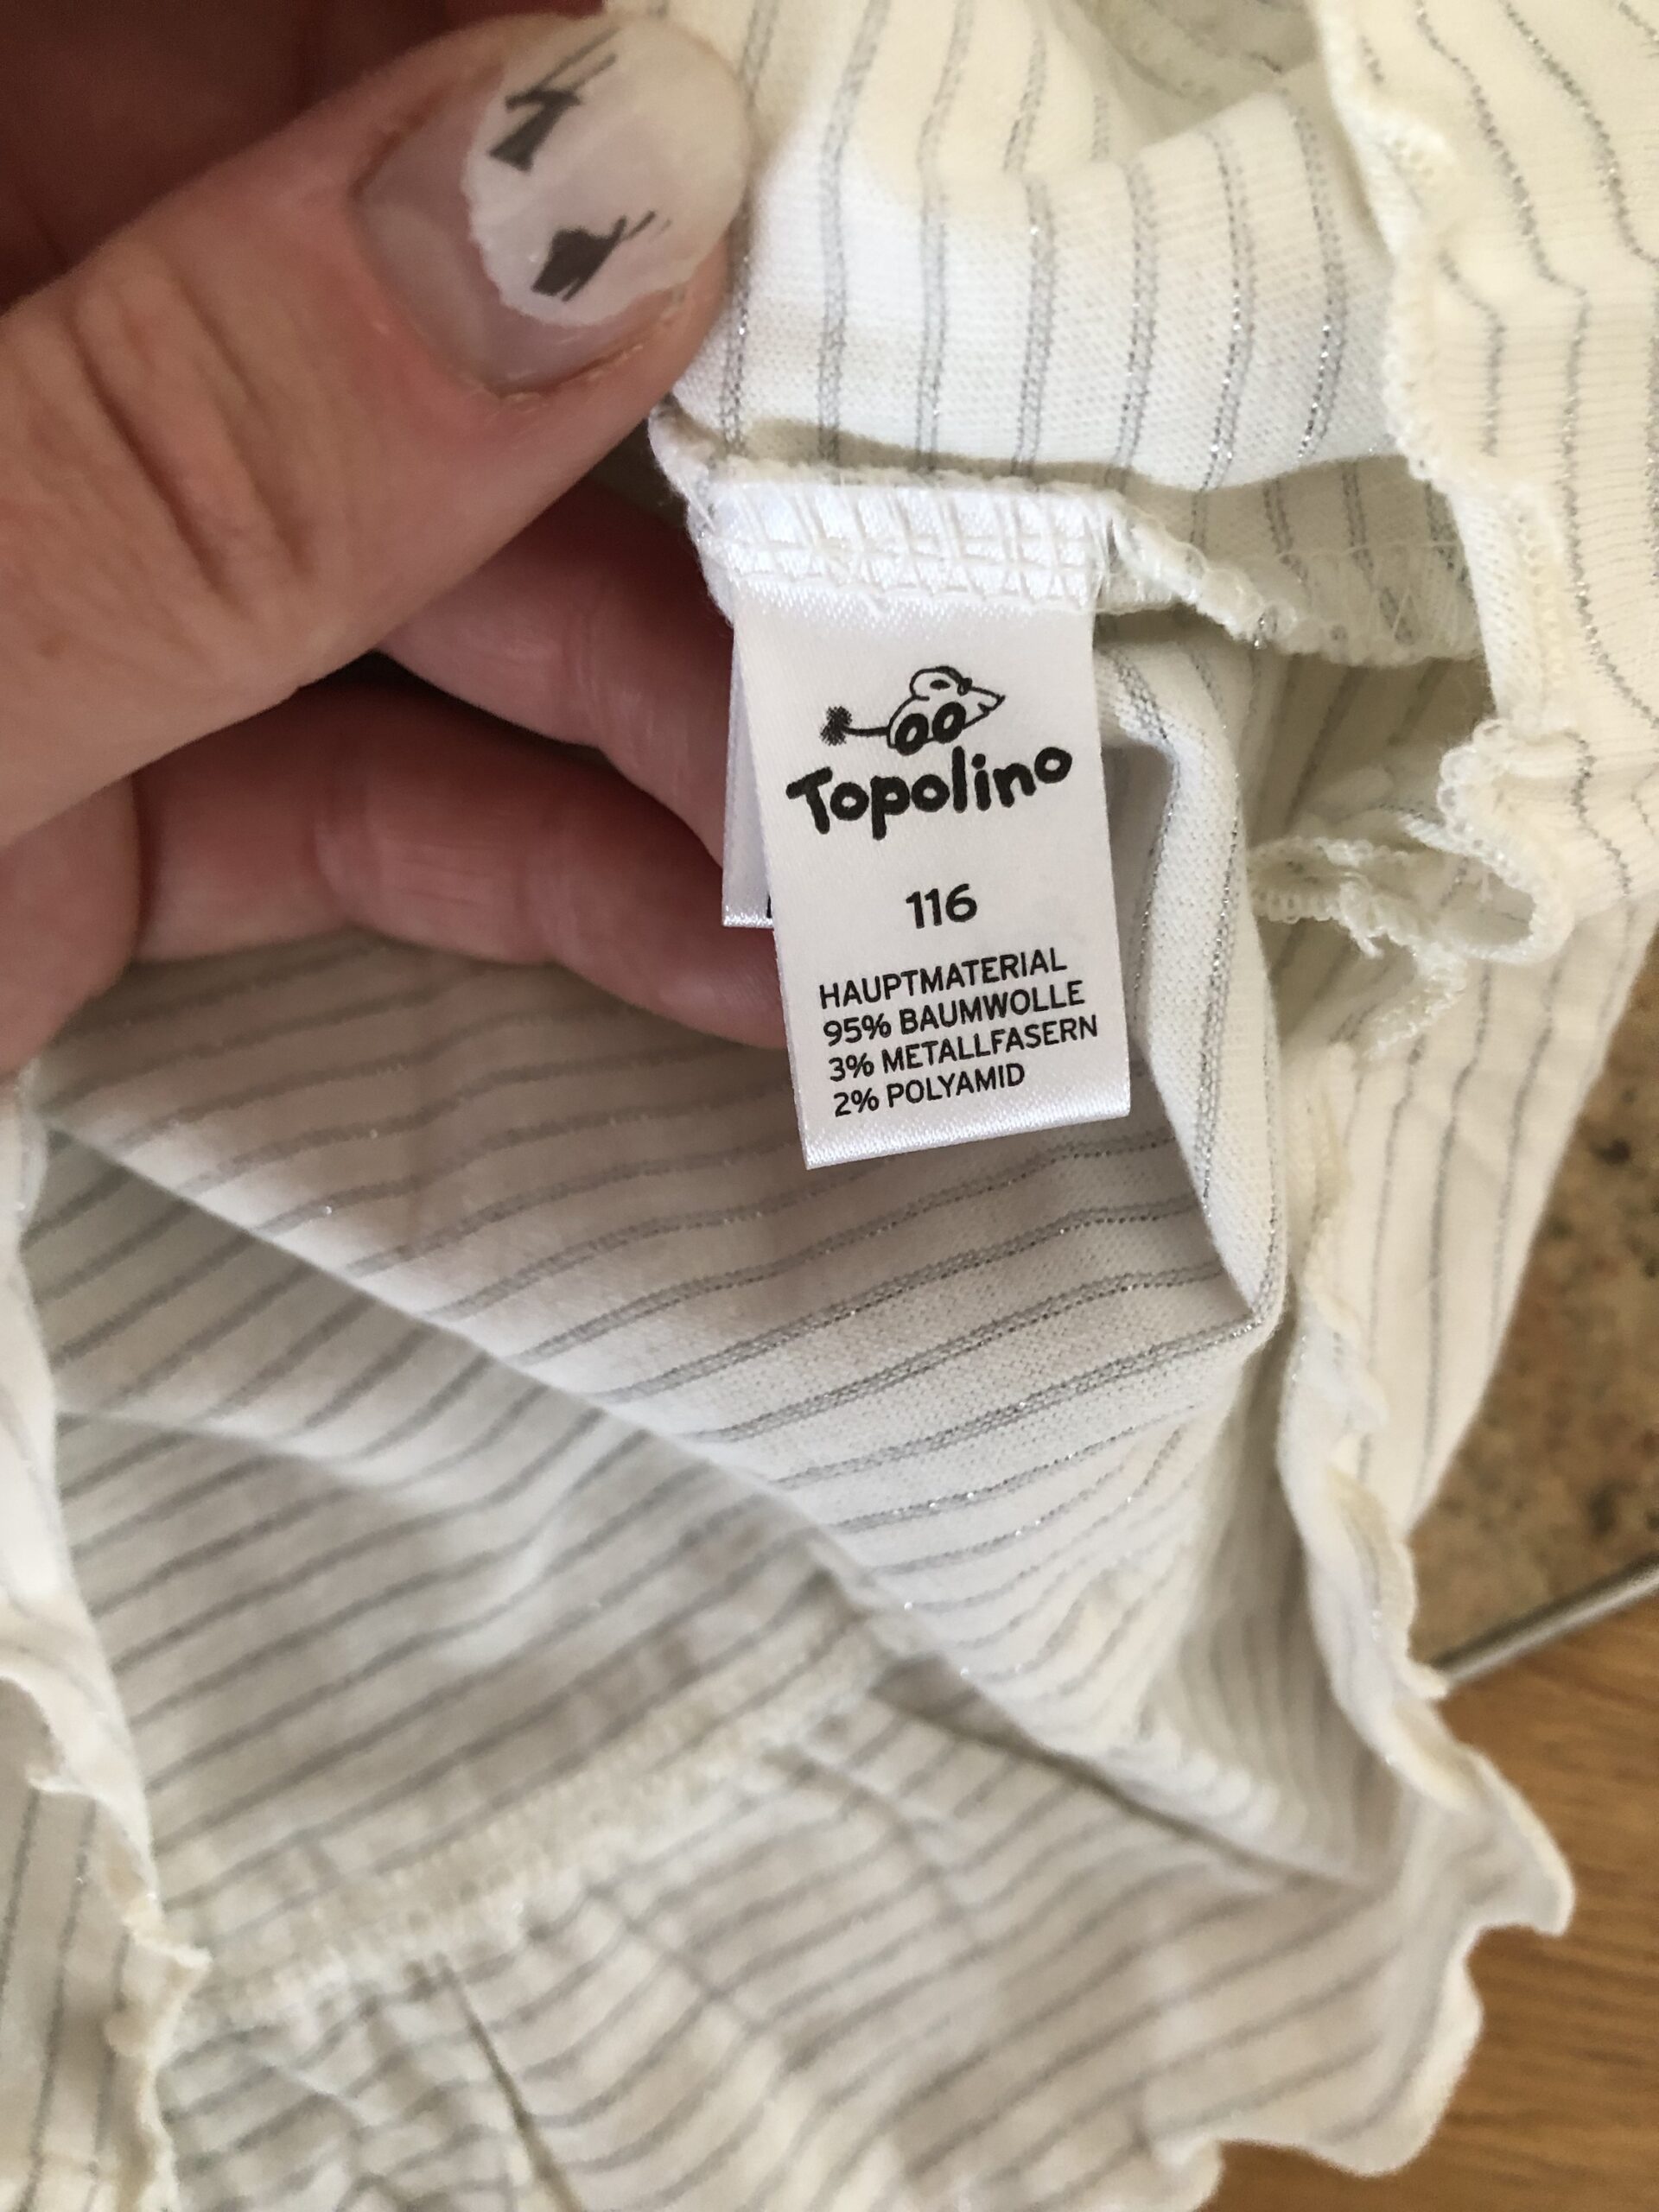 Topolino
116
HAUPTMATERIAL
95% BAUMWOLLE
3% METALLFASERN
2% POLYAMID